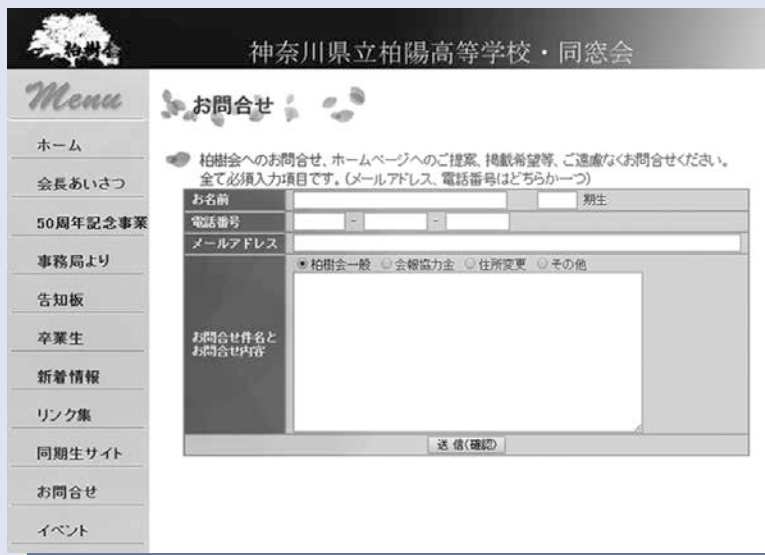 柏樹会
神奈川県立柏陽高等学校・同窓会
Menu
ホーム
会長あいさつ
50周年記念事業
事務局より
告知板
卒業生
新着情報
リンク集
同期生サイト
お問合せ
イベント
お問合せ
柏樹会へのお問合せ、ホームページへのご提案、掲載希望等、ご遠慮なくお問合せください。
全て必須入力項目です。(メールアドレス、電話番号はどちらか一つ)
お名前 期生
電話番号 - -
メールアドレス
柏樹会一般 会報協力金 住所変更 その他
お問合せ件名と
お問合せ内容
送 信(確認)